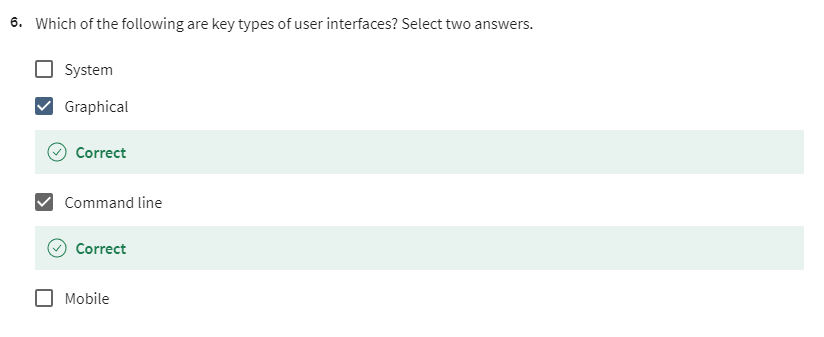 6. Which of the following are key types of user interfaces? Select two answers.
System
Graphical
Correct
Command line
Correct
Mobile